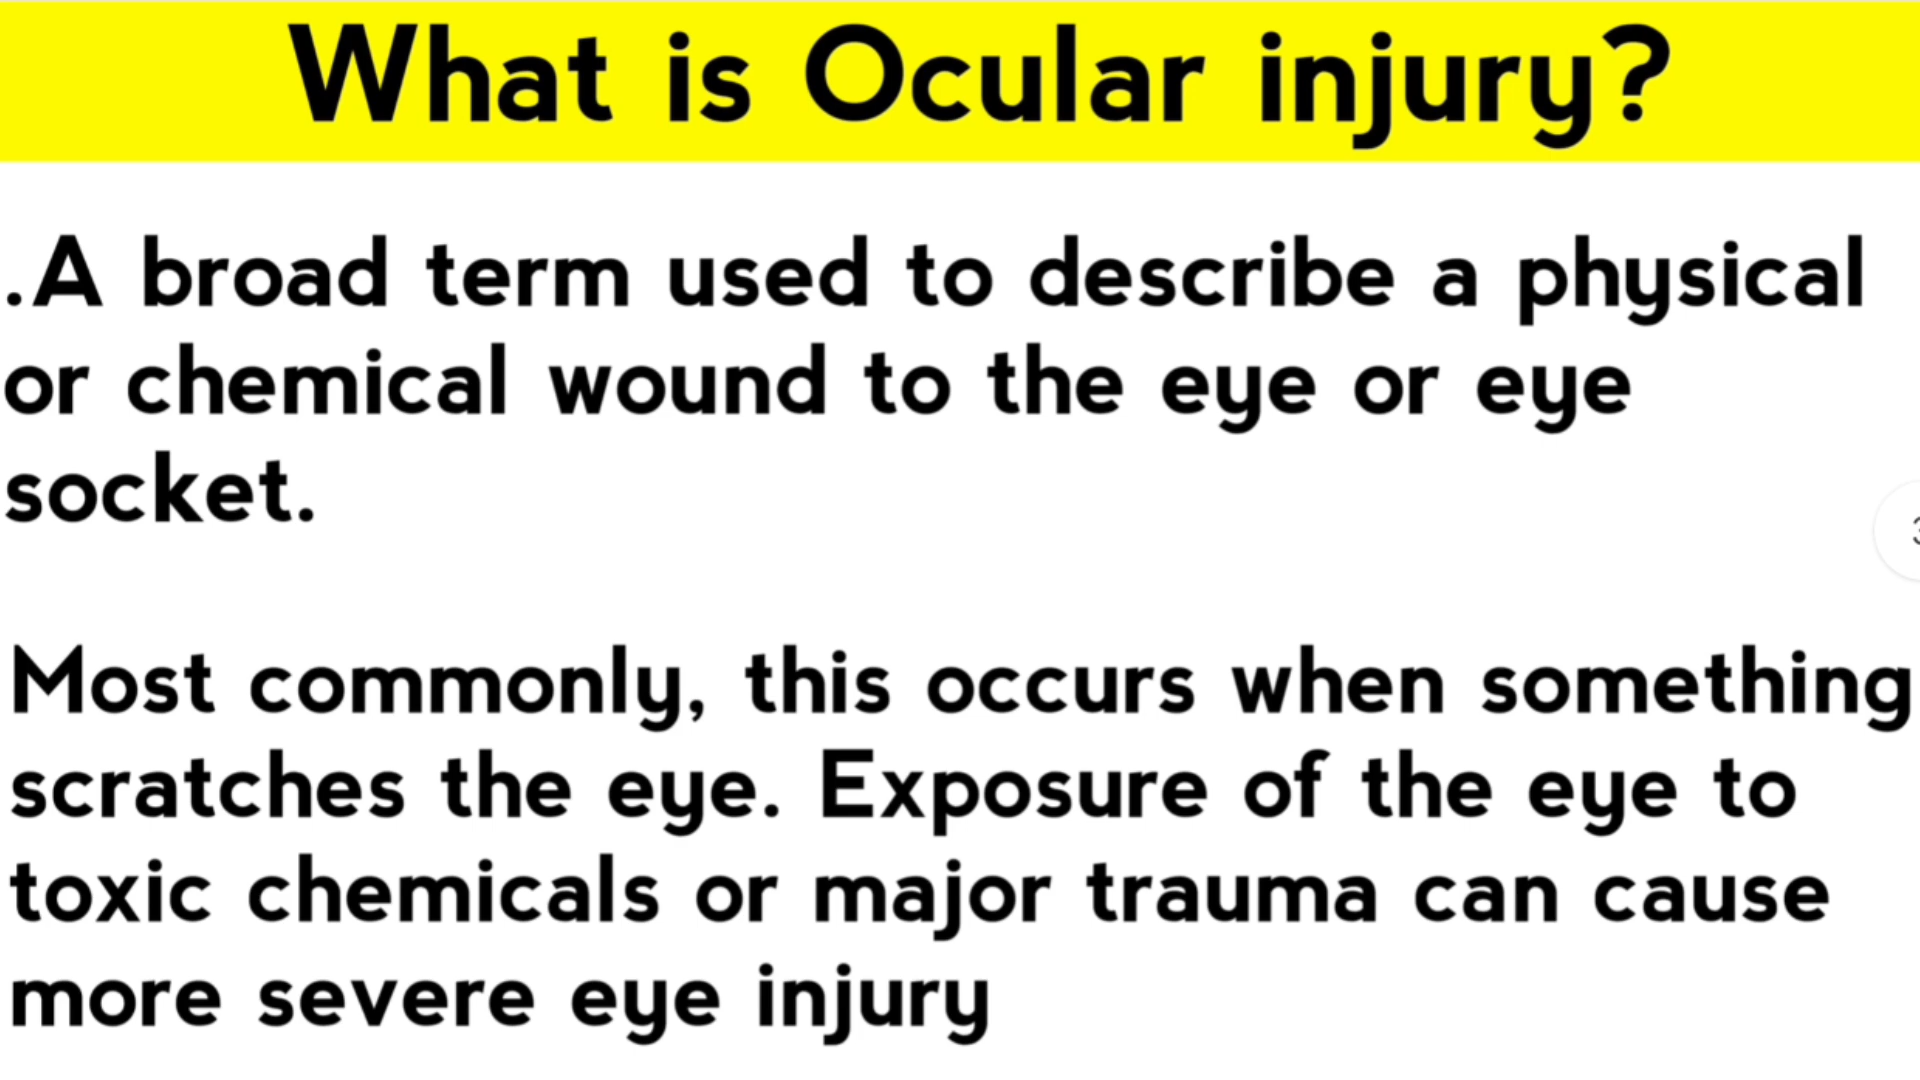 What is Ocular injury?
.A broad term used to describe a physical
or chemical wound to the eye or eye
socket.
3
Most commonly, this occurs when something
scratches the eye. Exposure of the eye to
toxic chemicals or major trauma can cause
more severe eye injury